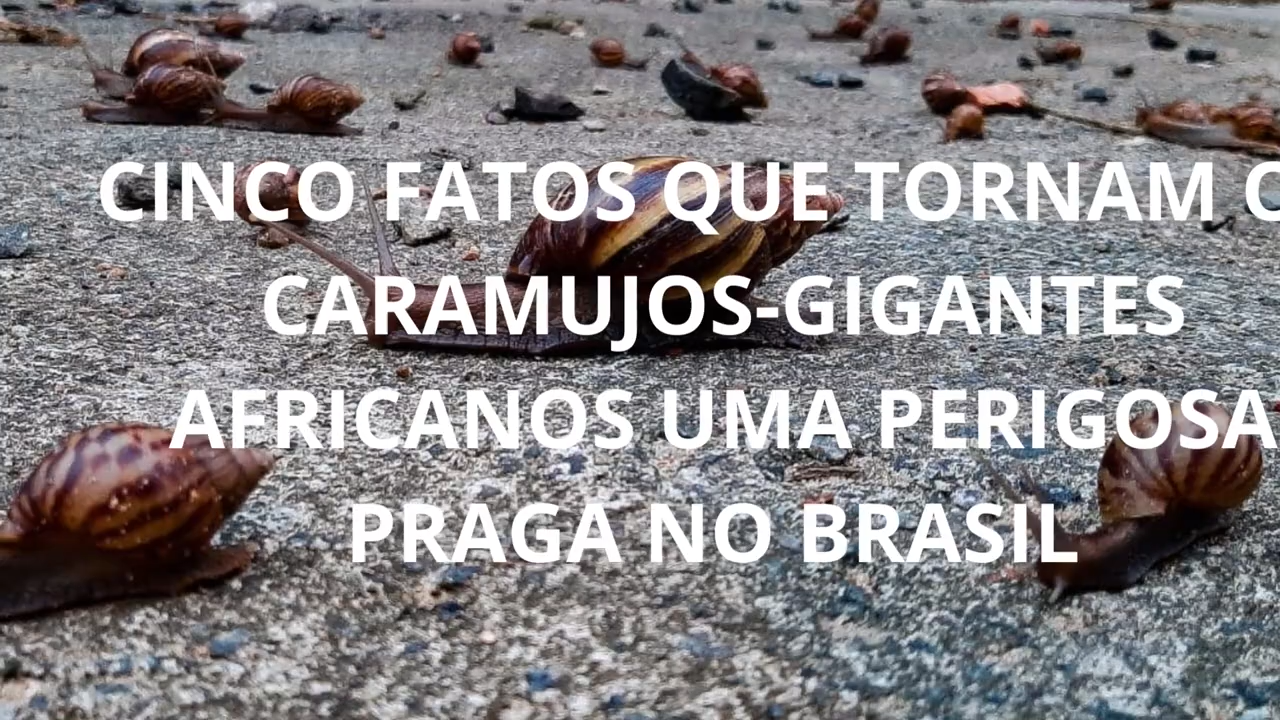 CINCO FATOS QUE TORNAM O
CARAMUJOS-GIGANTES
AFRICANOS UMA PERIGOSA
PRAGA NO BRASIL